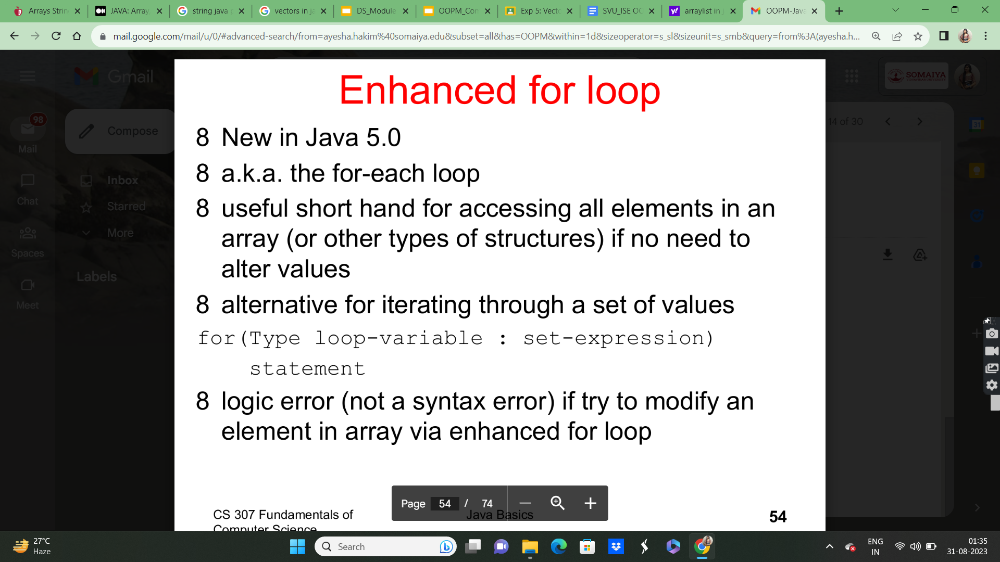 Arrays Strin
JAVA: Array,
string java p
vectors in ja
DS_Module
OOPM_Con
Exp 5: Vecto
SVU_ISE OO
arraylist in j
OOPM-Java
mail.google.com/mail/u/0/#advanced-search/from=ayesha.hakim%40somaiya.edu&subset=all&has=OOPM&within=1d&sizeoperator=s_sl&sizeunit=s_smb&query=from%3A(ayesha.h...
Gmail
SOMAIYA
98
Mail
Compose
14 of 30
31
Chat
Inbox
Starred
More
Spaces
Labels
Meet
Enhanced for loop
8 New in Java 5.0
8 a.k.a. the for-each loop
8 useful short hand for accessing all elements in an
array (or other types of structures) if no need to
alter values
8 alternative for iterating through a set of values
for(Type loop-variable : set-expression)
statement
8 logic error (not a syntax error) if try to modify an
element in array via enhanced for loop
Page 54 / 74
CS 307 Fundamentals of
Computer Science
Java Basics
54
27°C
Haze
Search
ENG
IN
01:35
31-08-2023